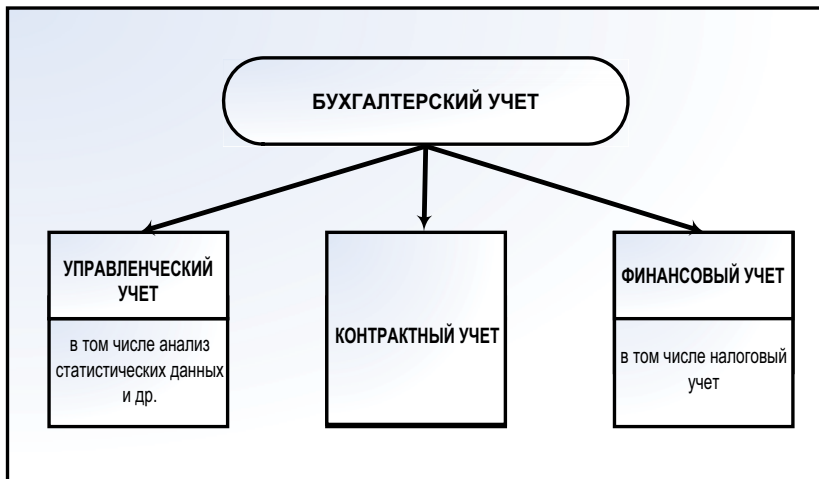 БУХГАЛТЕРСКИЙ УЧЕТ
УПРАВЛЕНЧЕСКИЙ
УЧЕТ
в том числе анализ
статистических данных
и др.
КОНТРАКТНЫЙ УЧЕТ
ФИНАНСОВЫЙ УЧЕТ
в том числе налоговый
учет